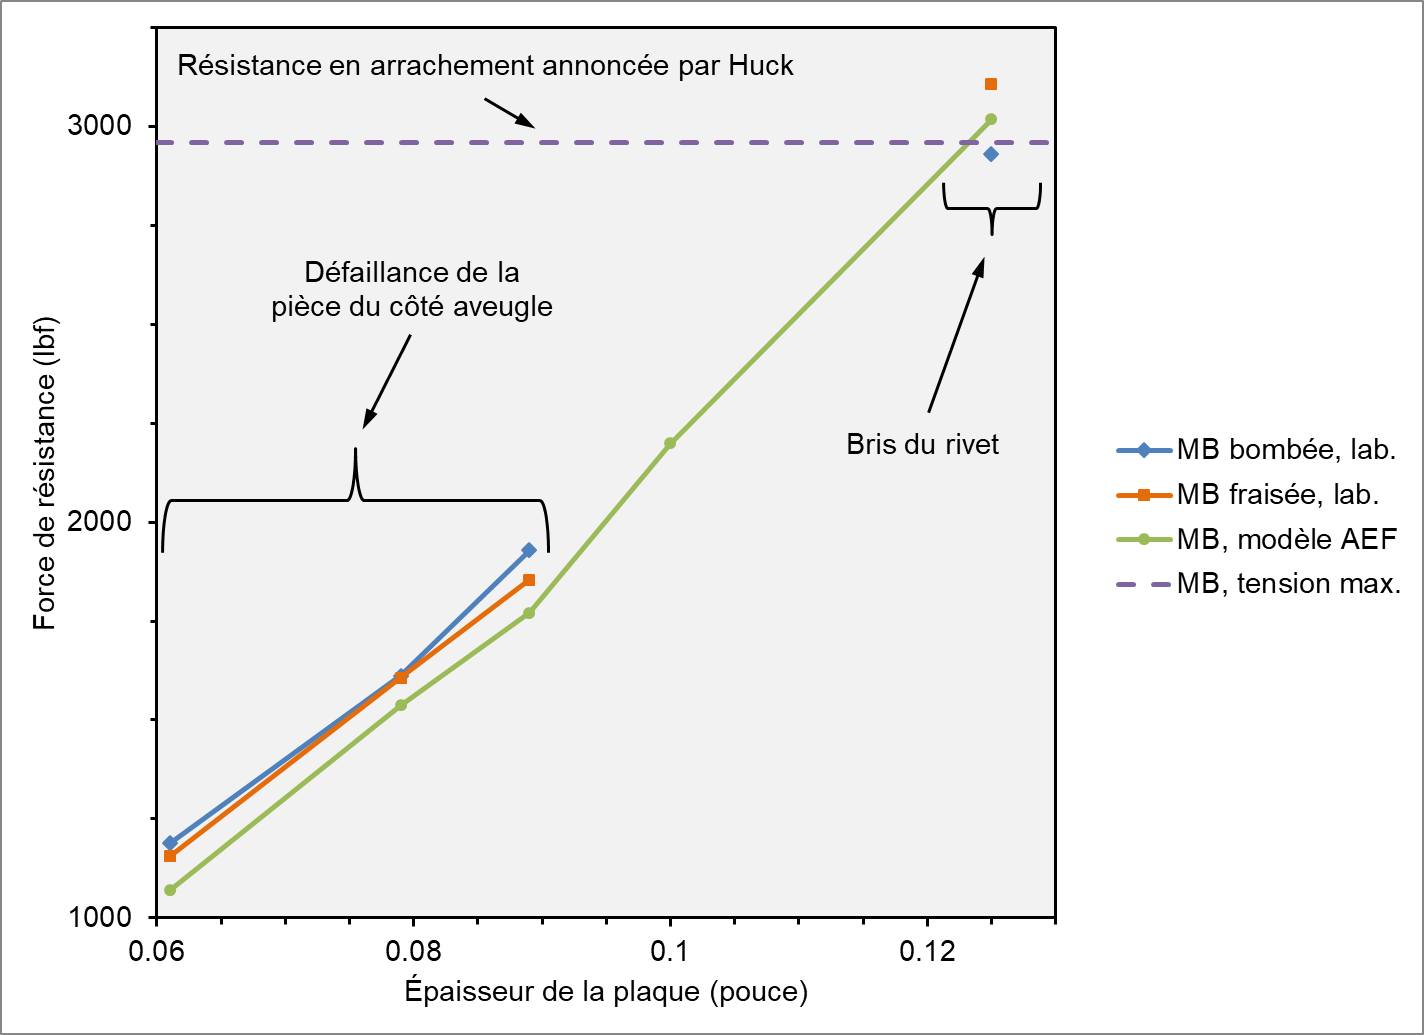 Résistance en arrachement annoncée par Huck
3000
Défaillance de la
pièce du côté aveugle
Bris du rivet
2000
1000
Force de résistance (lbf)
0.06
0.08
0.1
0.12
Épaisseur de la plaque (pouce)
MB bombée, lab.
MB fraisée, lab.
MB, modèle AEF
MB, tension max.